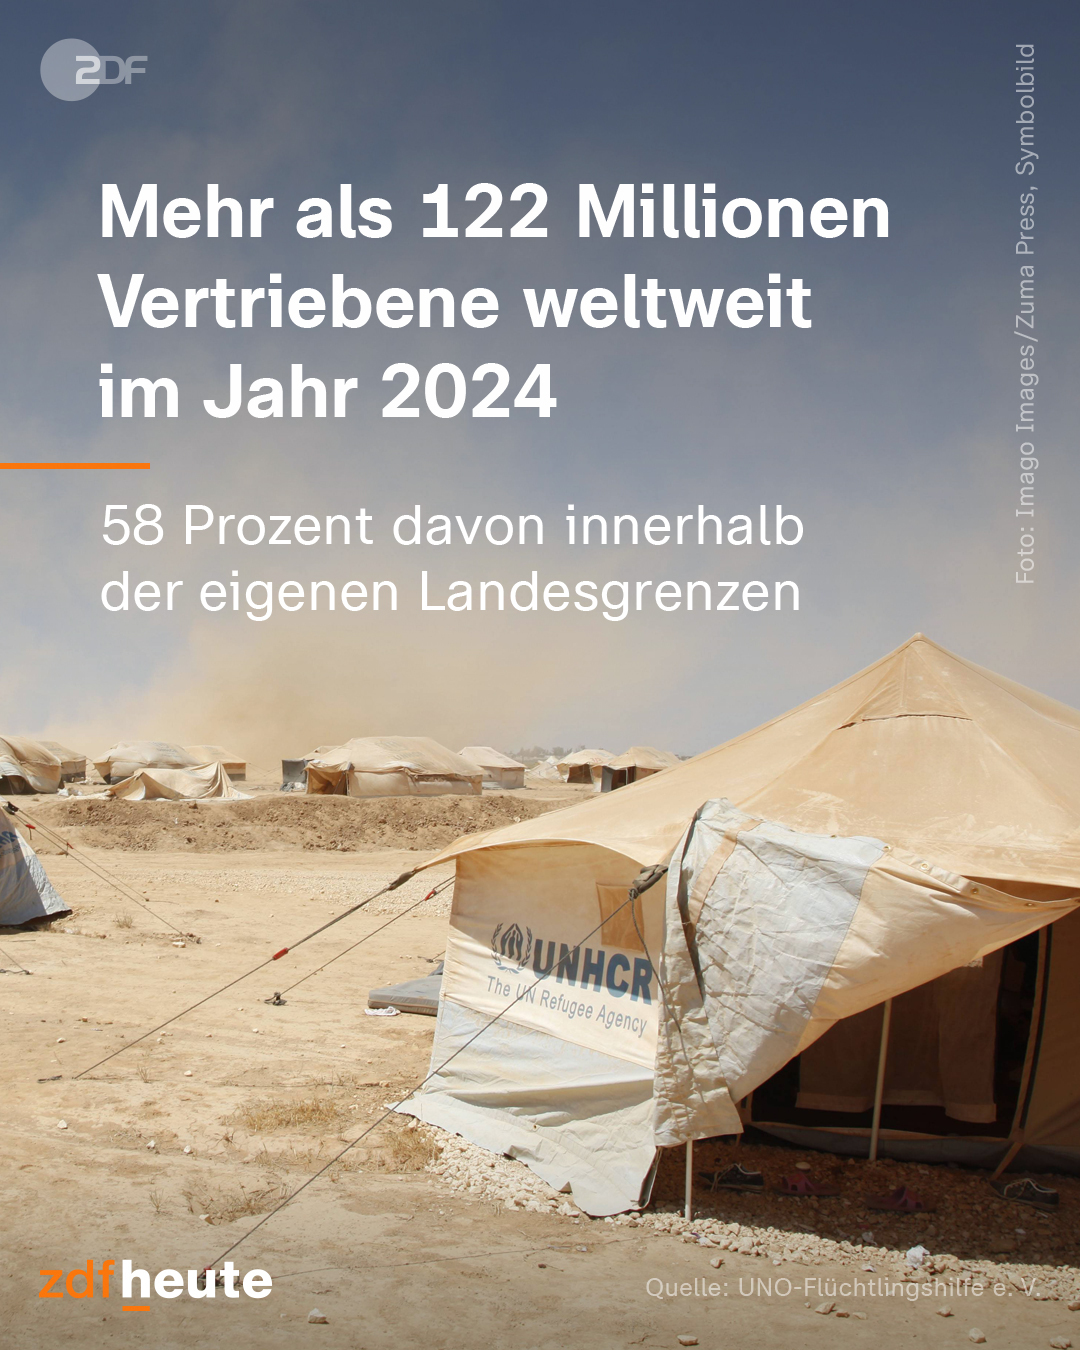 ZDF
Mehr als 122 Millionen
Vertriebene weltweit
im Jahr 2024
58 Prozent davon innerhalb
der eigenen Landesgrenzen
Foto: Imago Images/Zuma Press, Symbolbild
UNHCR
The UN Refugee Agency
zdfheute
Quelle: UNO-Flüchtlingshilfe e. V.